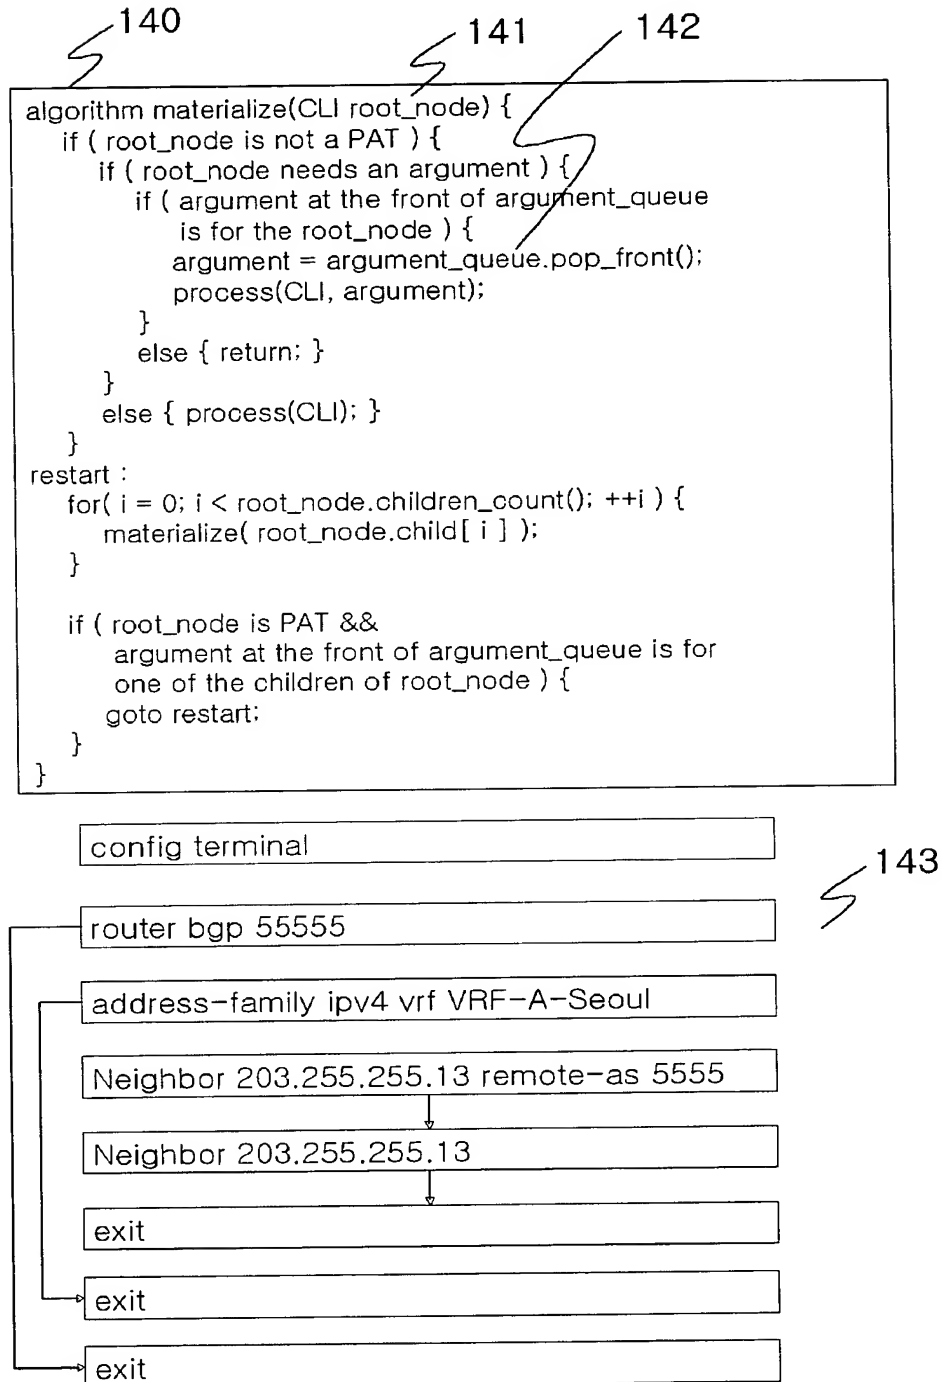 140
141
142
algorithm materialize(CLI root_node) {
if ( root_node is not a PAT ) {
if ( root_node needs an argument ) {
if ( argument at the front of argument_queue
is for the root_node ) {
argument = argument_queue.pop_front();
process(CLI, argument);
}
else { return; }
}
else { process(CLI); }
}
restart :
for( i = 0; i < root_node.children_count(); ++i ) {
materialize( root_node.child[ i ] );
}
if ( root_node is PAT &&
argument at the front of argument_queue is for
one of the children of root_node ) {
goto restart;
}
}
config terminal
143
router bgp 55555
address-family ipv4 vrf VRF-A-Seoul
Neighbor 203.255.255.13 remote-as 5555
Neighbor 203.255.255.13
exit
exit
exit